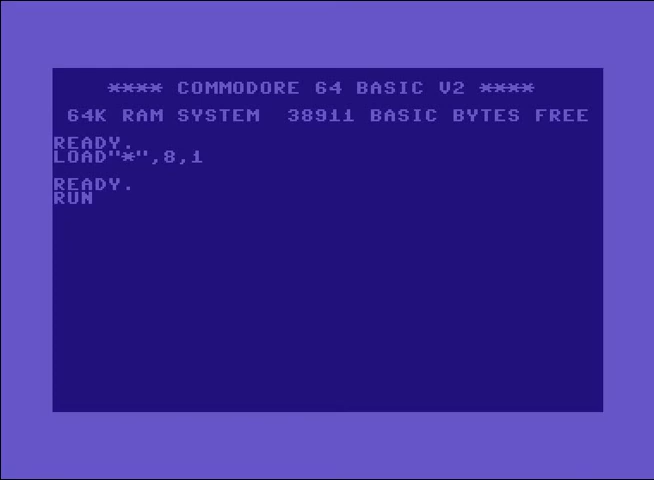 **** COMMODORE 64 BASIC V2 ****
64K RAM SYSTEM  38911 BASIC BYTES FREE
READY.
LOAD"*",8,1
READY.
RUN